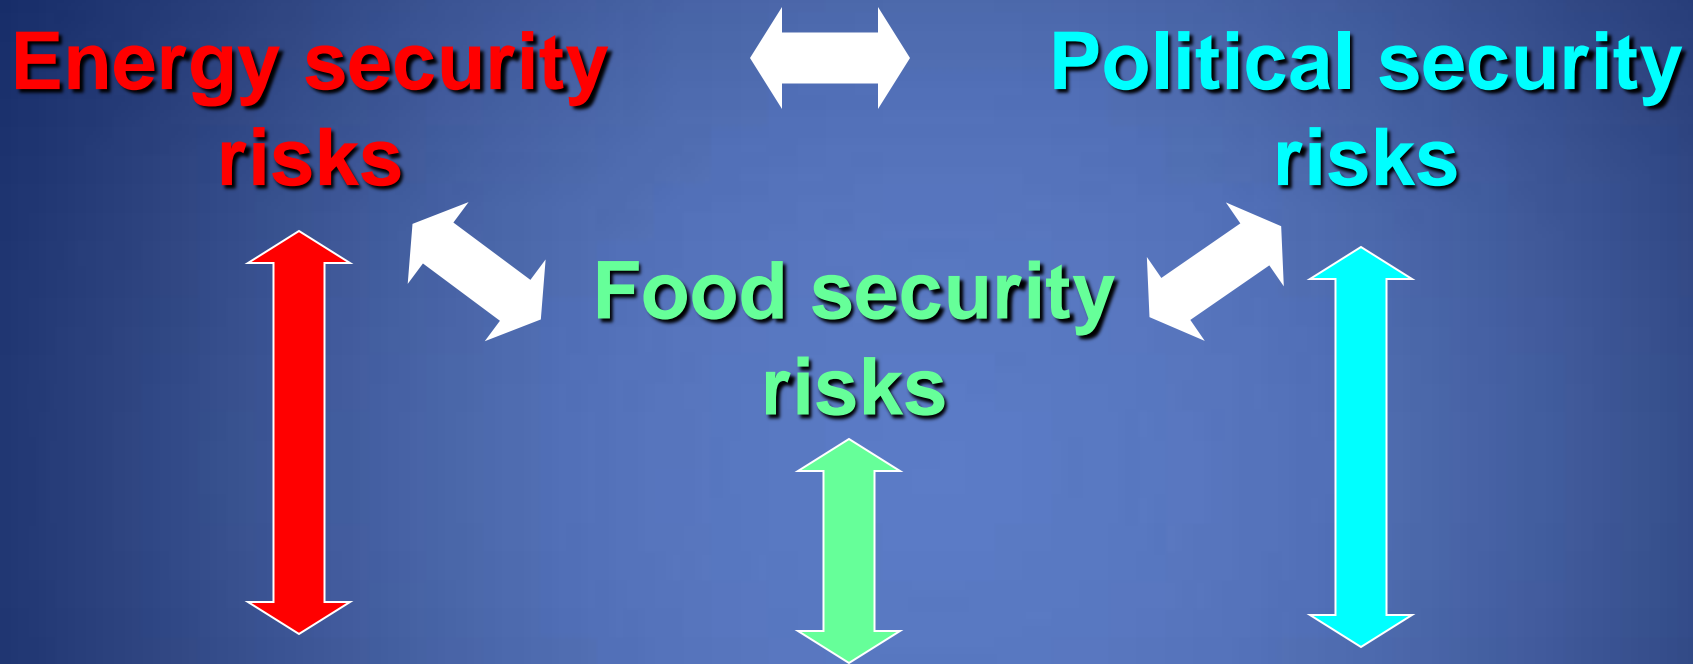 Energy security
risks
Political security
risks
Food security
risks